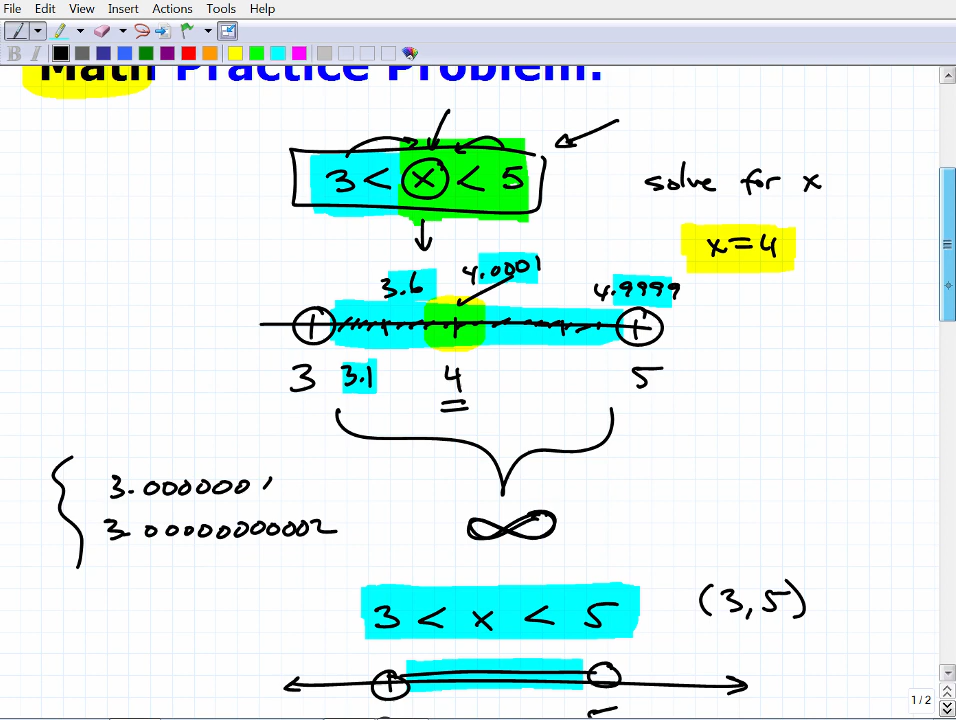 File Edit View Insert Actions Tools Help
B I
Math Practice Problem.
3 < x < 5
solve for x
x=4
3.6 4.0001 4.9999
3 3.1 4 5
3.0000001
3.00000000002
∞
3 < x < 5
(3,5)
1 / 2